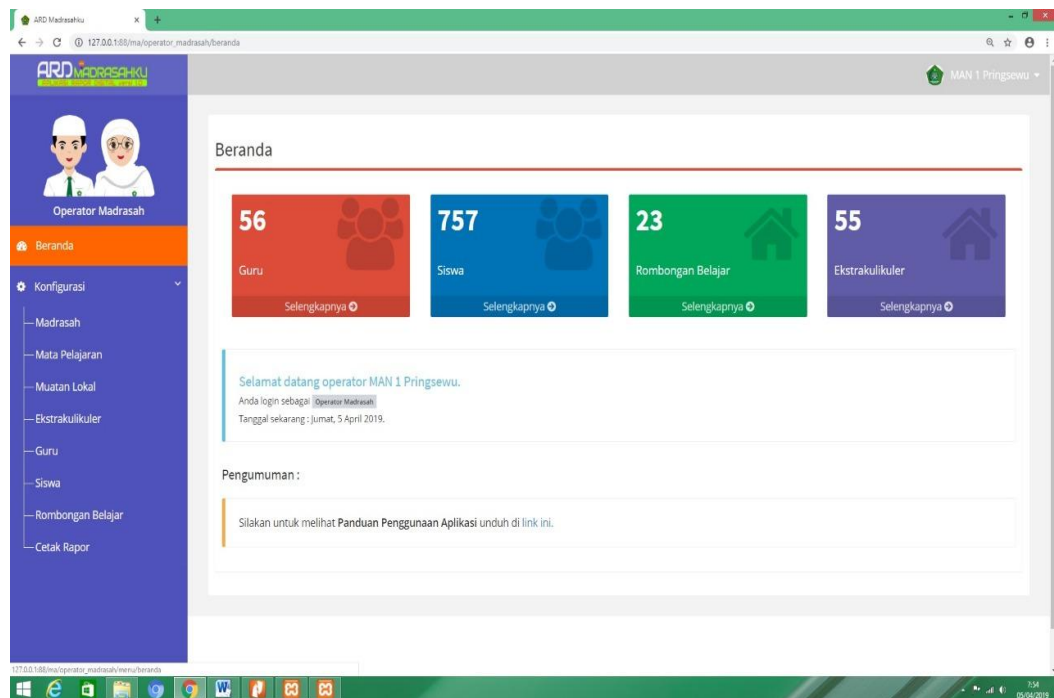 ARD Madrasahku
127.0.0.1:88/ma/operator_madrasah/beranda
ARD MADRASAHKU
MAN 1 Pringsewu
Operator Madrasah
Beranda
Konfigurasi
Madrasah
Mata Pelajaran
Muatan Lokal
Ekstrakulikuler
Guru
Siswa
Rombongan Belajar
Cetak Rapor
Beranda
56
Guru
Selengkapnya
757
Siswa
Selengkapnya
23
Rombongan Belajar
Selengkapnya
55
Ekstrakulikuler
Selengkapnya
Selamat datang operator MAN 1 Pringsewu.
Anda login sebagai Operator Madrasah
Tanggal sekarang : Jumat, 5 April 2019.
Pengumuman :
Silakan untuk melihat Panduan Penggunaan Aplikasi unduh di link ini.
127.0.0.1:88/ma/operator_madrasah/menu/beranda
7:54
05/04/2019